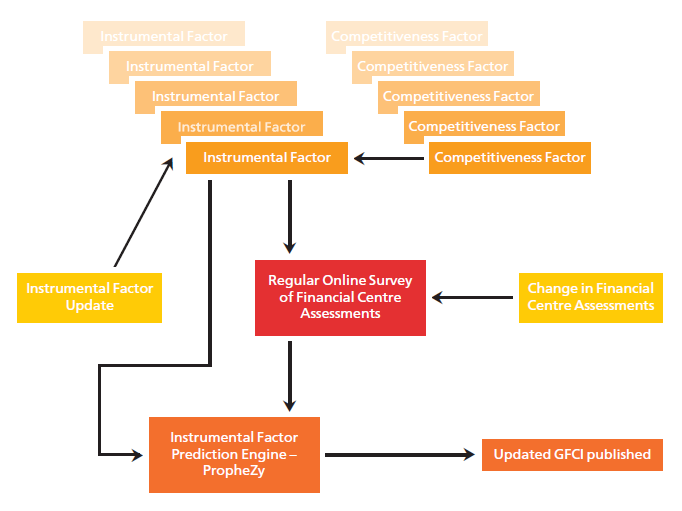 Instrumental Factor
Competitiveness Factor
Instrumental Factor
Competitiveness Factor
Instrumental Factor
Competitiveness Factor
Instrumental Factor
Competitiveness Factor
Instrumental Factor
Competitiveness Factor
Instrumental Factor
Update
Regular Online Survey
of Financial Centre
Assessments
Change in Financial
Centre Assessments
Instrumental Factor
Prediction Engine –
PropheZy
Updated GFCI published